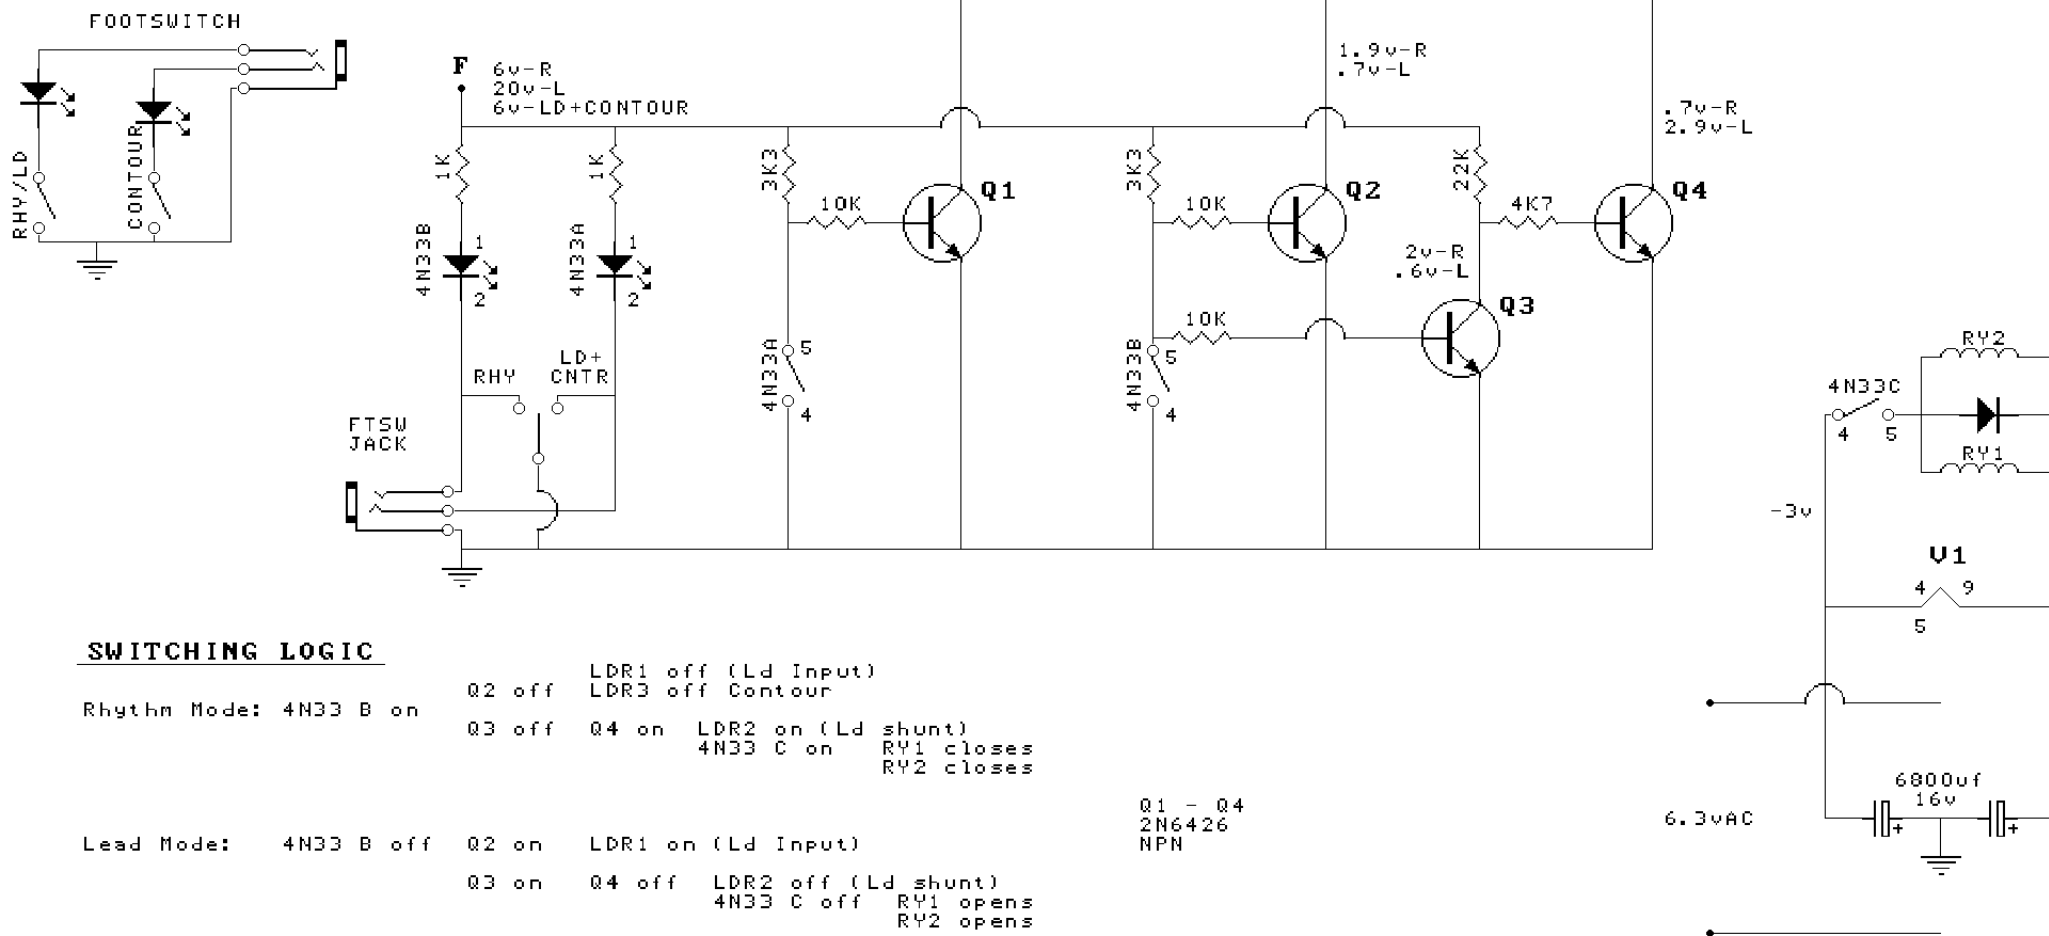 FOOTSWITCH
RHY/LD
CONTOUR
F
6v-R
20v-L
6v-LD+CONTOUR
1K
1K
4N33B
1
2
4N33A
1
2
RHY
LD+
CNTR
FTSW
JACK
3K3
10K
Q1
4N33A
5
4
1.9v-R
.7v-L
3K3
10K
Q2
10K
4N33B
5
4
22K
4K7
.7v-R
2.9v-L
Q4
2v-R
.6v-L
Q3
RY2
4N33C
4
5
RY1
-3v
V1
4
9
5
6800uf
16v
+
+
6.3vAC
SWITCHING LOGIC
Rhythm Mode: 4N33 B on
Q2 off LDR1 off (Ld Input)
LDR3 off Contour
Q3 off Q4 on LDR2 on (Ld shunt)
4N33 C on RY1 closes
RY2 closes
Lead Mode: 4N33 B off Q2 on LDR1 on (Ld Input)
Q3 on Q4 off LDR2 off (Ld shunt)
4N33 C off RY1 opens
RY2 opens
Q1 - Q4
2N6426
NPN